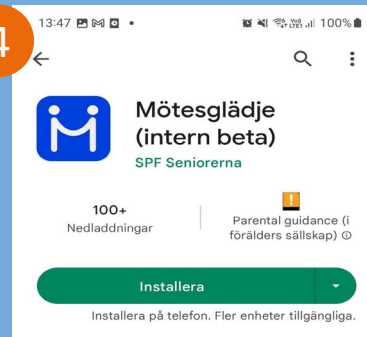 4
13:47 100%
Mötesglädje
(intern beta)
SPF Seniorerna
100+
Nedladdningar
Parental guidance (i
förälders sällskap)
Installera
Installera på telefon. Fler enheter tillgängliga.